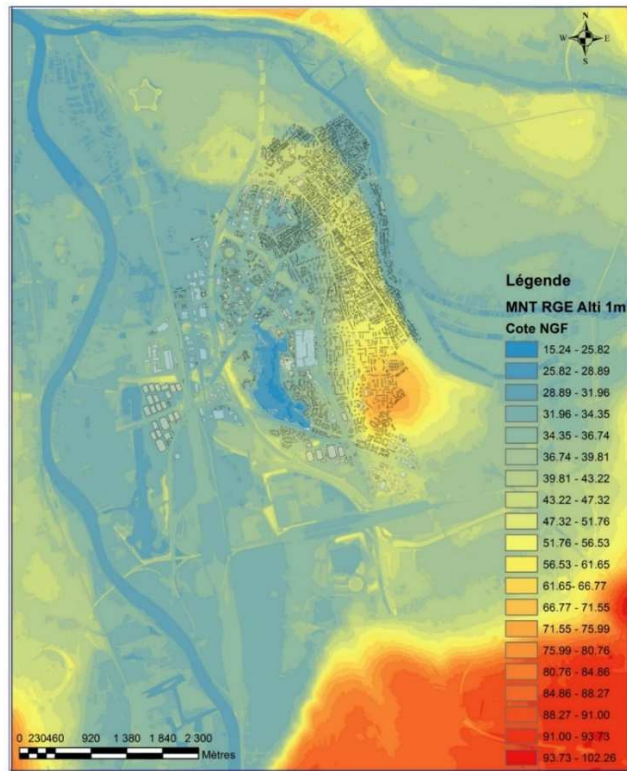 N
W E
S
Légende
MNT RGE Alti 1m
Cote NGF
15.24 - 25.82
25.82 - 28.89
28.89 - 31.96
31.96 - 34.35
34.35 - 36.74
36.74 - 39.81
39.81 - 43.22
43.22 - 47.32
47.32 - 51.76
51.76 - 56.53
56.53 - 61.65
61.65- 66.77
66.77 - 71.55
71.55 - 75.99
75.99 - 80.76
80.76 - 84.86
84.86 - 88.27
88.27 - 91.00
91.00 - 93.73
93.73 - 102.26
0 230460 920 1 380 1 840 2 300
Mètres